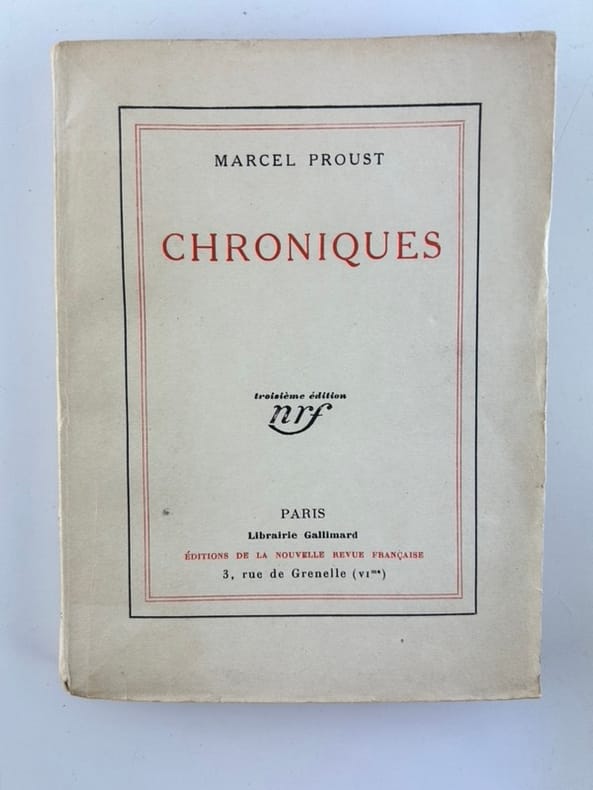 MARCEL PROUST
CHRONIQUES
troisième édition
nrf
PARIS
Librairie Gallimard
ÉDITIONS DE LA NOUVELLE REVUE FRANÇAISE
3, rue de Grenelle (VIᵐᵉ)